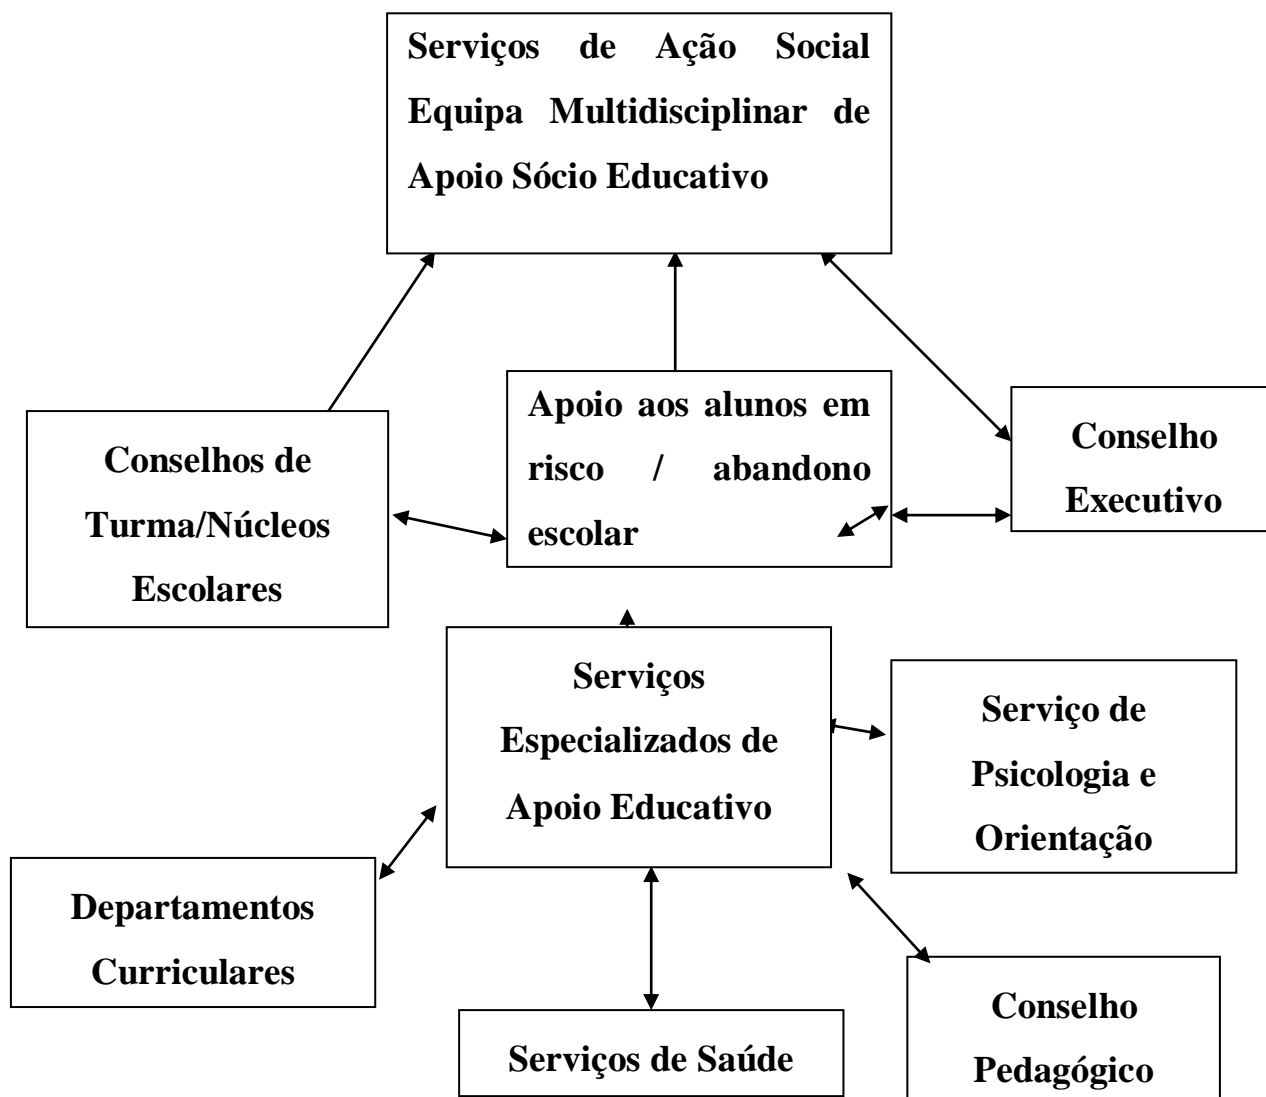 Serviços de Ação Social
Equipa Multidisciplinar de
Apoio Sócio Educativo
Apoio aos alunos em
risco / abandono
escolar
Conselho
Executivo
Conselhos de
Turma/Núcleos
Escolares
Serviços
Especializados de
Apoio Educativo
Serviço de
Psicologia e
Orientação
Departamentos
Curriculares
Serviços de Saúde
Conselho
Pedagógico